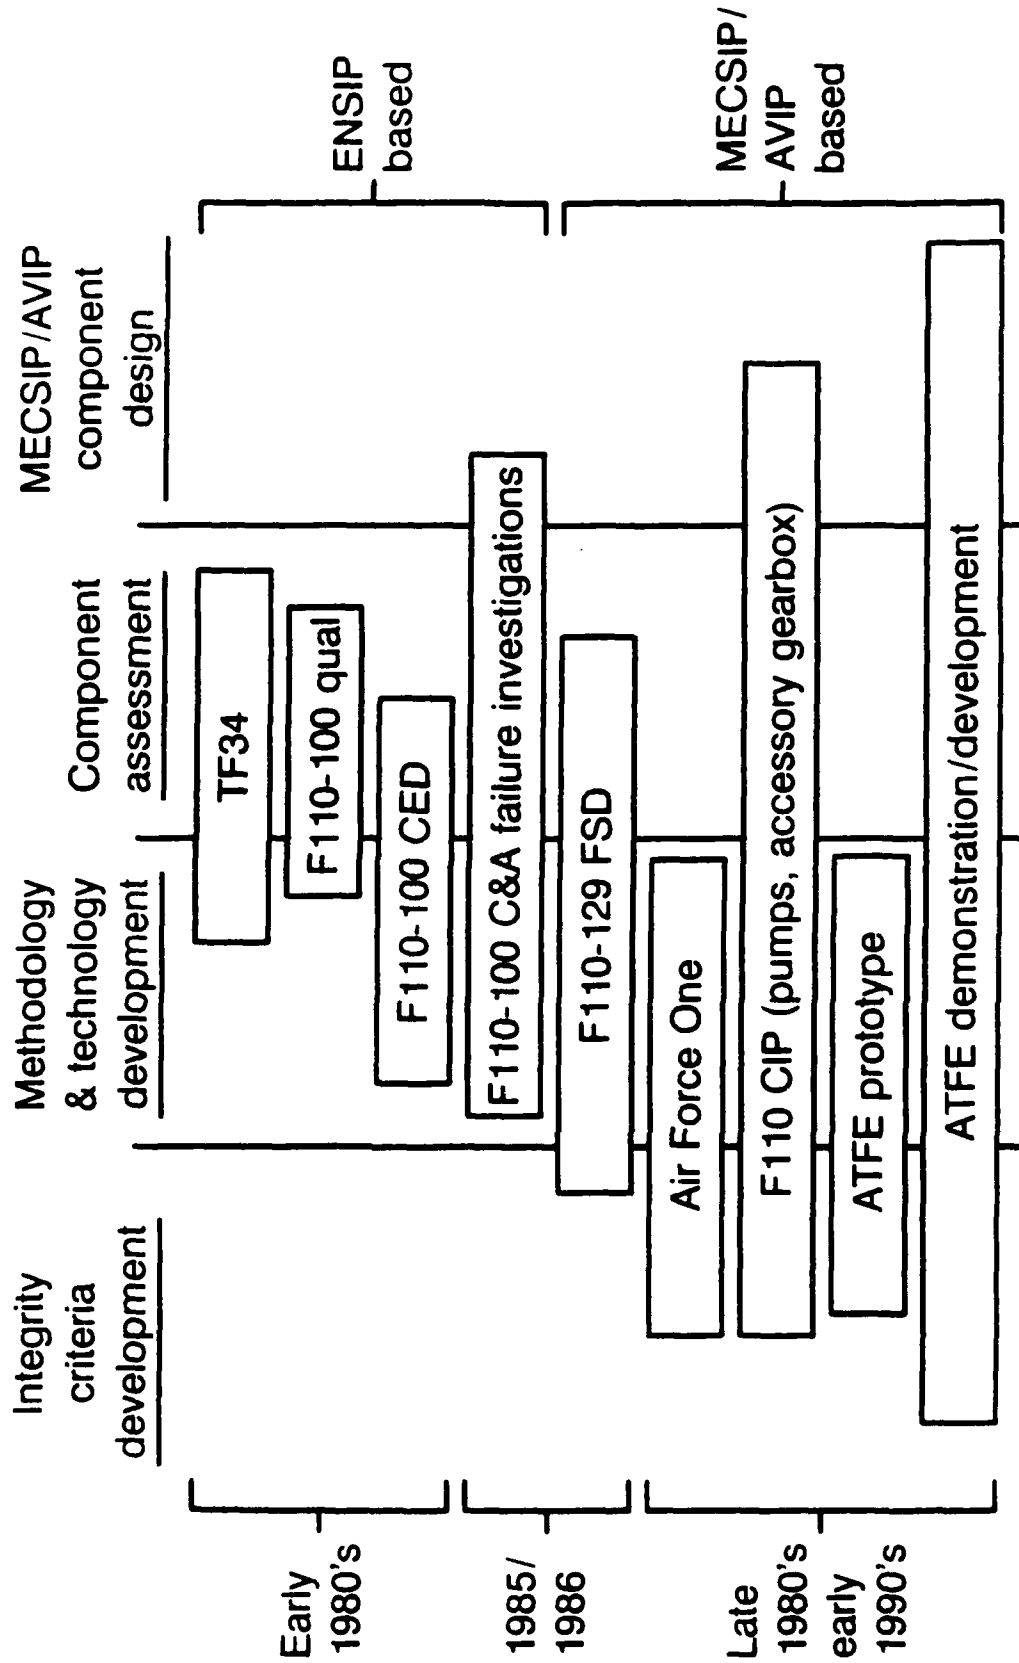 Integrity
criteria
development
Methodology
& technology
development
Component
assessment
MECSIP/AVIP
component
design
Early
1980's
1985/
1986
Late
1980's
early
1990's
TF34
F110-100 qual
F110-100 CED
F110-100 C&A failure investigations
F110-129 FSD
Air Force One
F110 CIP (pumps, accessory gearbox)
ATFE prototype
ATFE demonstration/development
ENSIP
based
MECSIP/
AVIP
based